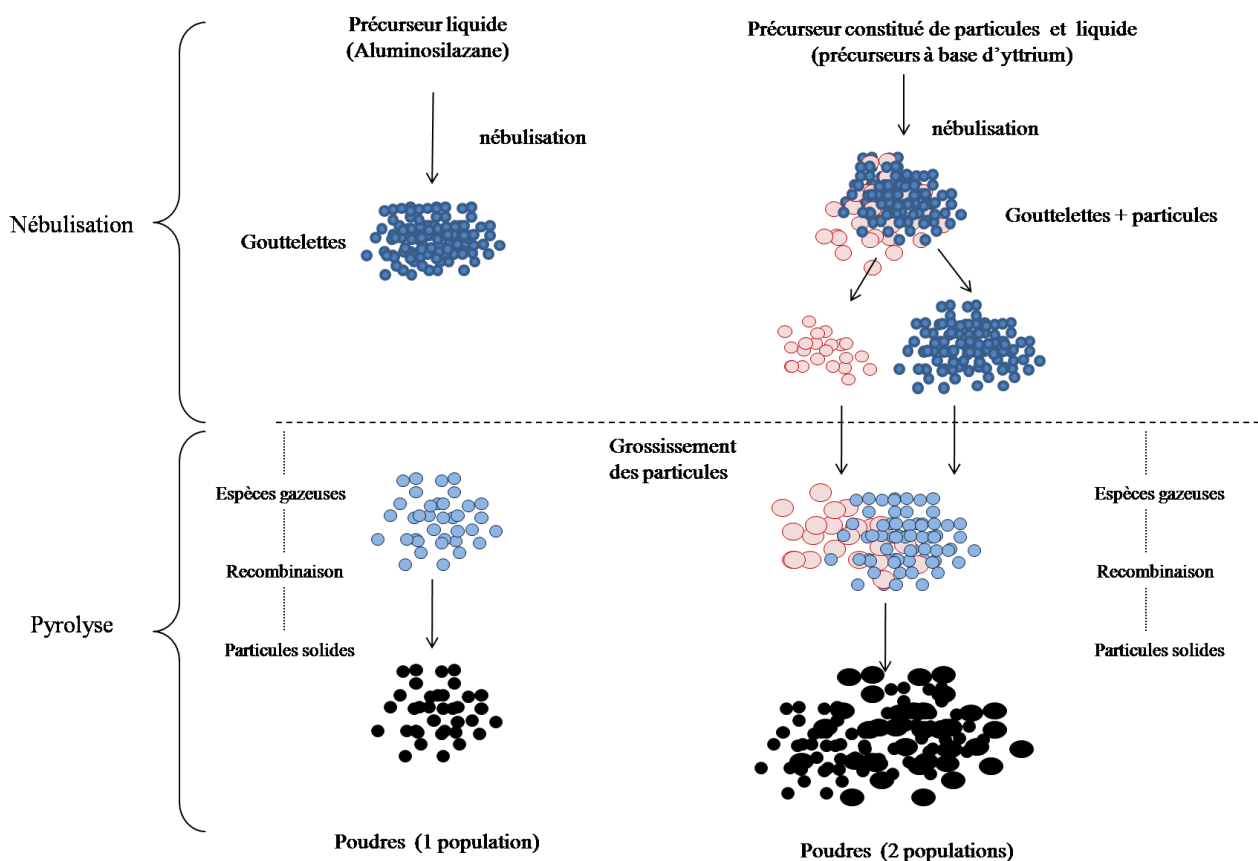 Précurseur liquide
(Aluminosilazane)
Précurseur constitué de particules et liquide
(précurseurs à base d'yttrium)
nébulisation
nébulisation
Nébulisation
Gouttelettes
Gouttelettes + particules
Grossissement
des particules
Espèces gazeuses
Espèces gazeuses
Recombinaison
Recombinaison
Pyrolyse
Particules solides
Particules solides
Poudres (1 population)
Poudres (2 populations)